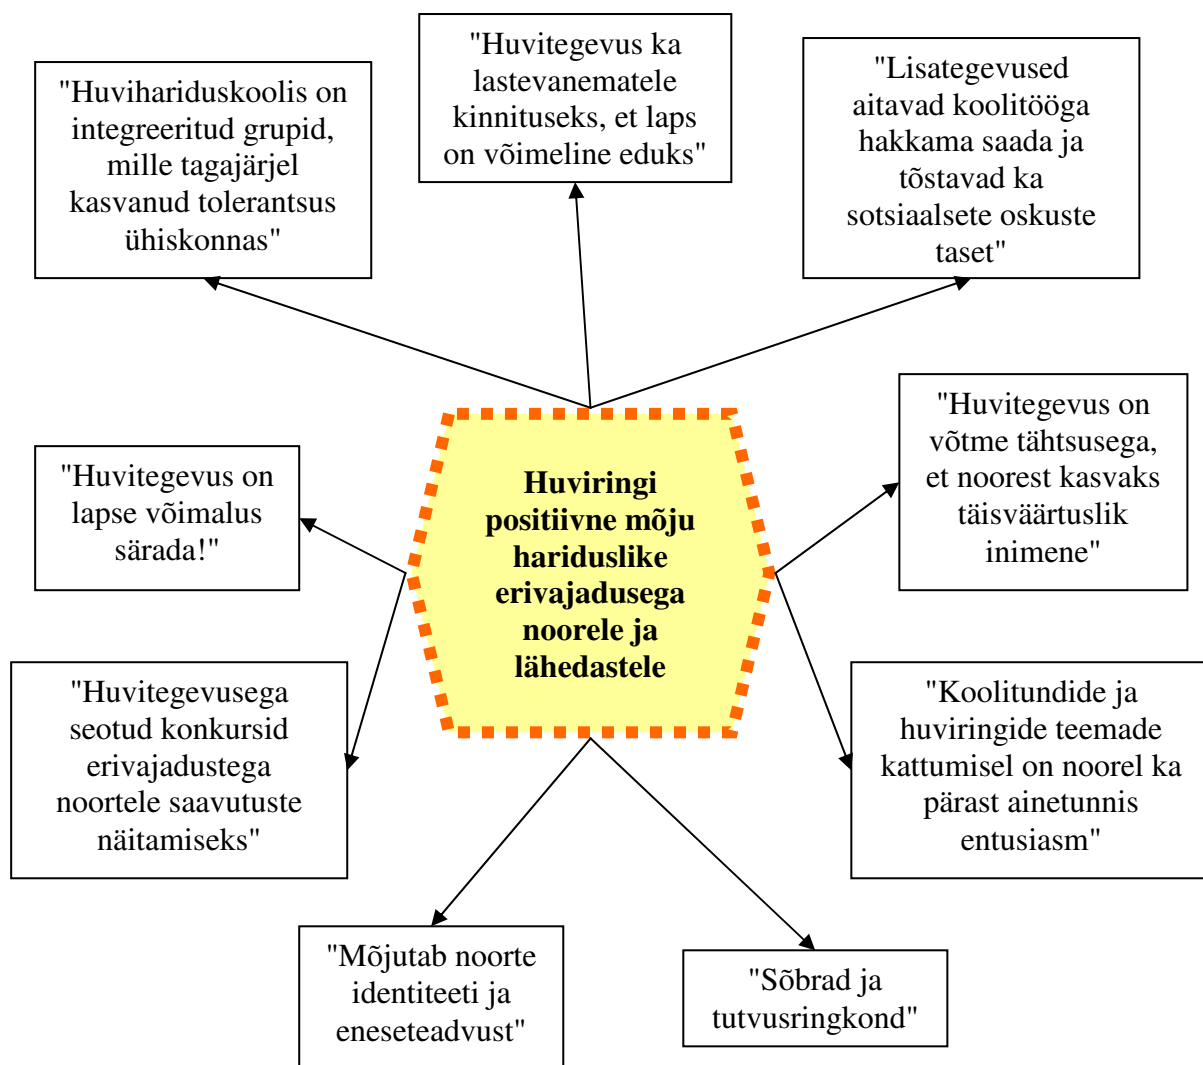 "Huvihariduskoolis on
integreeritud grupid,
mille tagajärjel
kasvanud tolerantsus
ühiskonnas"
"Huvitegevus ka
lastevanematele
kinnituseks, et laps
on võimeline eduks"
"Lisategevused
aitavad koolitööga
hakkama saada ja
tõstavad ka
sotsiaalsete oskuste
taset"
"Huvitegevus on
lapse võimalus
särada!"
Huviringi
positiivne mõju
hariduslike
erivajadusega
noorele ja
lähedastele
"Huvitegevus on
võtme tähtsusega,
et noorest kasvaks
täisväärtuslik
inimene"
"Huvitegevusega
seotud konkursid
erivajadustega
noortele saavutuste
näitamiseks"
"Koolitundide ja
huviringide teemade
kattumisel on noorel ka
pärast ainetunnis
entusiasm"
"Mõjutab noorte
identiteeti ja
eneseteadvust"
"Sõbrad ja
tutvusringkond"